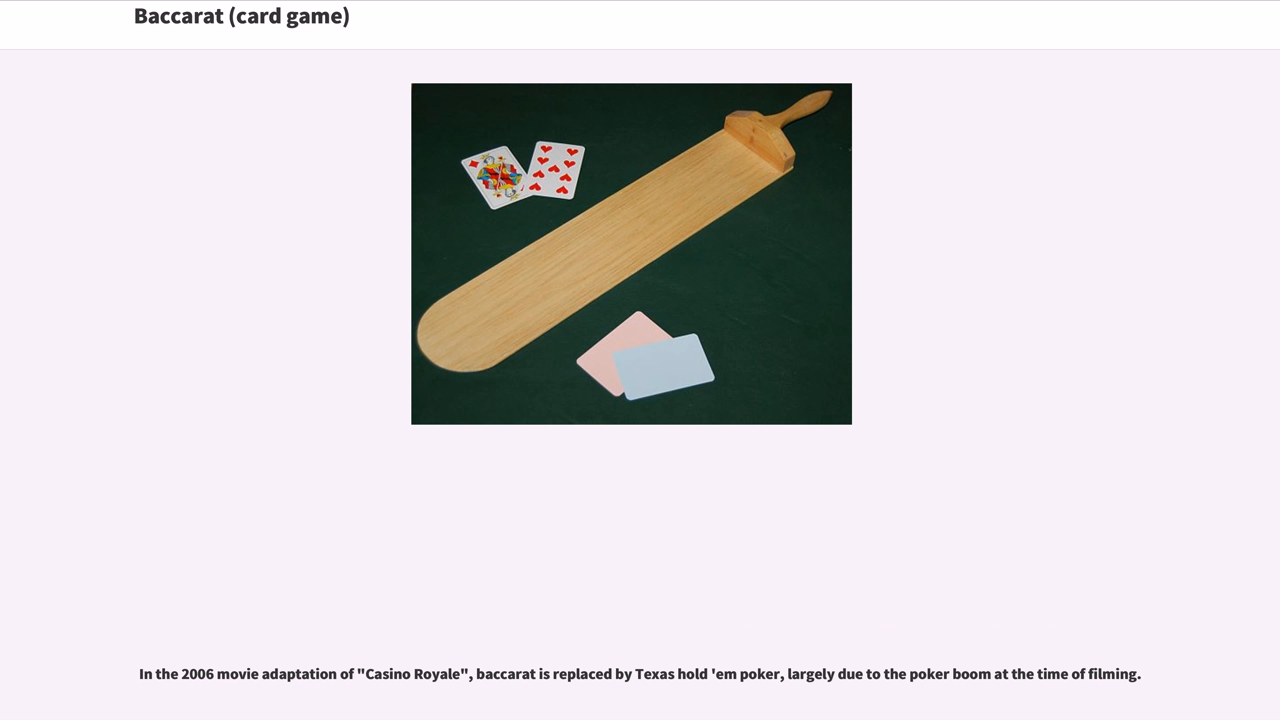 Baccarat (card game)
In the 2006 movie adaptation of "Casino Royale", baccarat is replaced by Texas hold 'em poker, largely due to the poker boom at the time of filming.